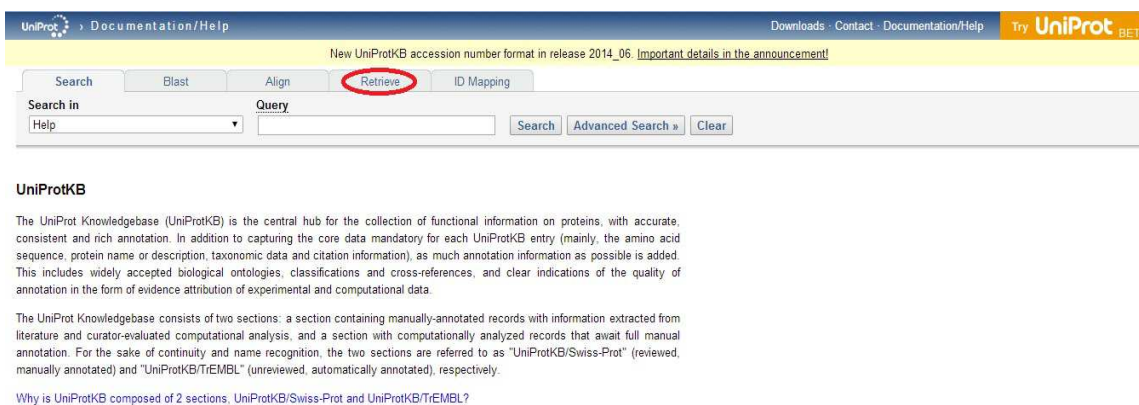 UniProt › Documentation/Help Downloads · Contact · Documentation/Help Try UniProt BETA
New UniProtKB accession number format in release 2014_06. Important details in the announcement!
Search Blast Align Retrieve ID Mapping
Search in Query
Help Search Advanced Search » Clear
UniProtKB
The UniProt Knowledgebase (UniProtKB) is the central hub for the collection of functional information on proteins, with accurate,
consistent and rich annotation. In addition to capturing the core data mandatory for each UniProtKB entry (mainly, the amino acid
sequence, protein name or description, taxonomic data and citation information), as much annotation information as possible is added.
This includes widely accepted biological ontologies, classifications and cross-references, and clear indications of the quality of
annotation in the form of evidence attribution of experimental and computational data.
The UniProt Knowledgebase consists of two sections: a section containing manually-annotated records with information extracted from
literature and curator-evaluated computational analysis, and a section with computationally analyzed records that await full manual
annotation. For the sake of continuity and name recognition, the two sections are referred to as "UniProtKB/Swiss-Prot" (reviewed,
manually annotated) and "UniProtKB/TrEMBL" (unreviewed, automatically annotated), respectively.
Why is UniProtKB composed of 2 sections, UniProtKB/Swiss-Prot and UniProtKB/TrEMBL?